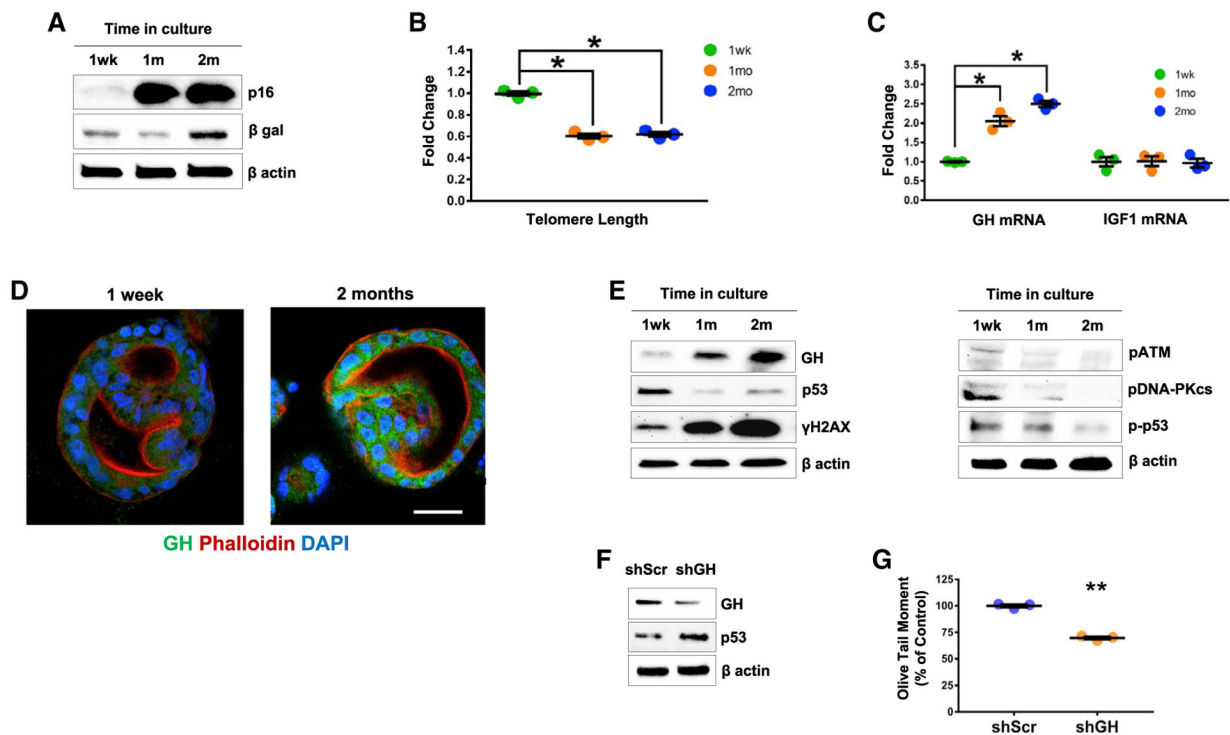 A
Time in culture
1wk 1m 2m
p16
β gal
β actin
B
1wk
1mo
2mo
Fold Change
1.4
1.2
1.0
0.8
0.6
0.4
0.2
0.0
* *
Telomere Length
C
1wk
1mo
2mo
Fold Change
3.5
3.0
2.5
2.0
1.5
1.0
0.5
0.0
* *
GH mRNA IGF1 mRNA
D
1 week 2 months
GH Phalloidin DAPI
E
Time in culture
1wk 1m 2m
GH
p53
γH2AX
β actin
Time in culture
1wk 1m 2m
pATM
pDNA-PKcs
p-p53
β actin
F
shScr shGH
GH
p53
β actin
G
Olive Tail Moment
(% of Control)
125
100
75
50
25
0
**
shScr shGH